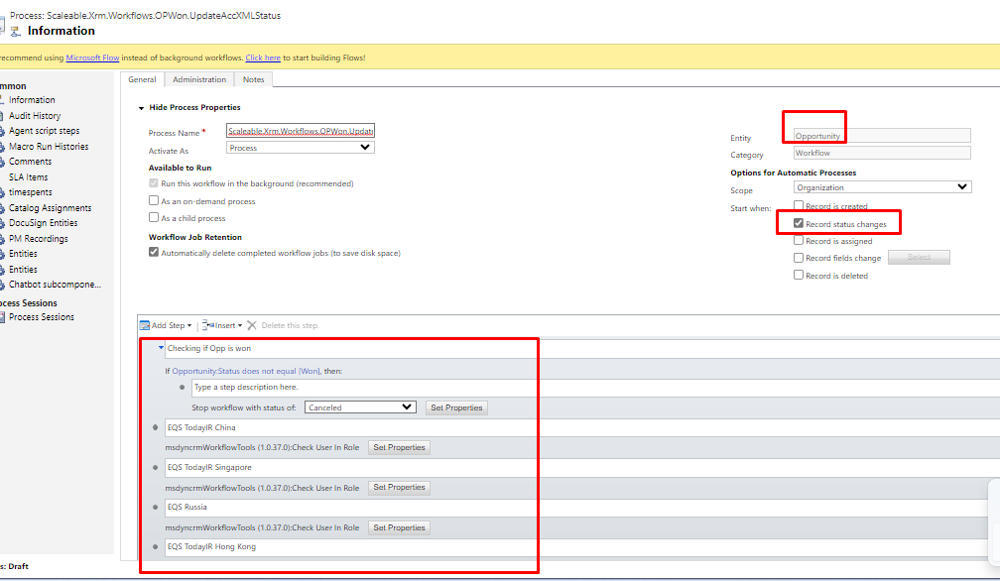 Process: Scaleable.Xrm.Workflows.OPWon.UpdateAccXMLStatus
Information
recommend using Microsoft Flow instead of background workflows. Click here to start building Flows!
mmon
Information
Audit History
Agent script steps
Macro Run Histories
Comments
SLA Items
timespents
Catalog Assignments
DocuSign Entities
PM Recordings
Entities
Entities
Chatbot subcompone...
ocess Sessions
Process Sessions
General Administration Notes
Hide Process Properties
Process Name * Scaleable.Xrm.Workflows.OPWon.Updat
Activate As Process
Available to Run
Run this workflow in the background (recommended)
As an on-demand process
As a child process
Workflow Job Retention
Automatically delete completed workflow jobs (to save disk space)
Entity Opportunity
Category Workflow
Options for Automatic Processes
Scope Organization
Start when: Record is created
Record status changes
Record is assigned
Record fields change Select
Record is deleted
Add Step Insert Delete this step.
Checking if Opp is won
If Opportunity:Status does not equal [Won], then:
Type a step description here.
Stop workflow with status of: Canceled Set Properties
EQS TodayIR China
msdyncrmWorkflowTools (1.0.37.0):Check User In Role Set Properties
EQS TodayIR Singapore
msdyncrmWorkflowTools (1.0.37.0):Check User In Role Set Properties
EQS Russia
msdyncrmWorkflowTools (1.0.37.0):Check User In Role Set Properties
EQS TodayIR Hong Kong
s: Draft